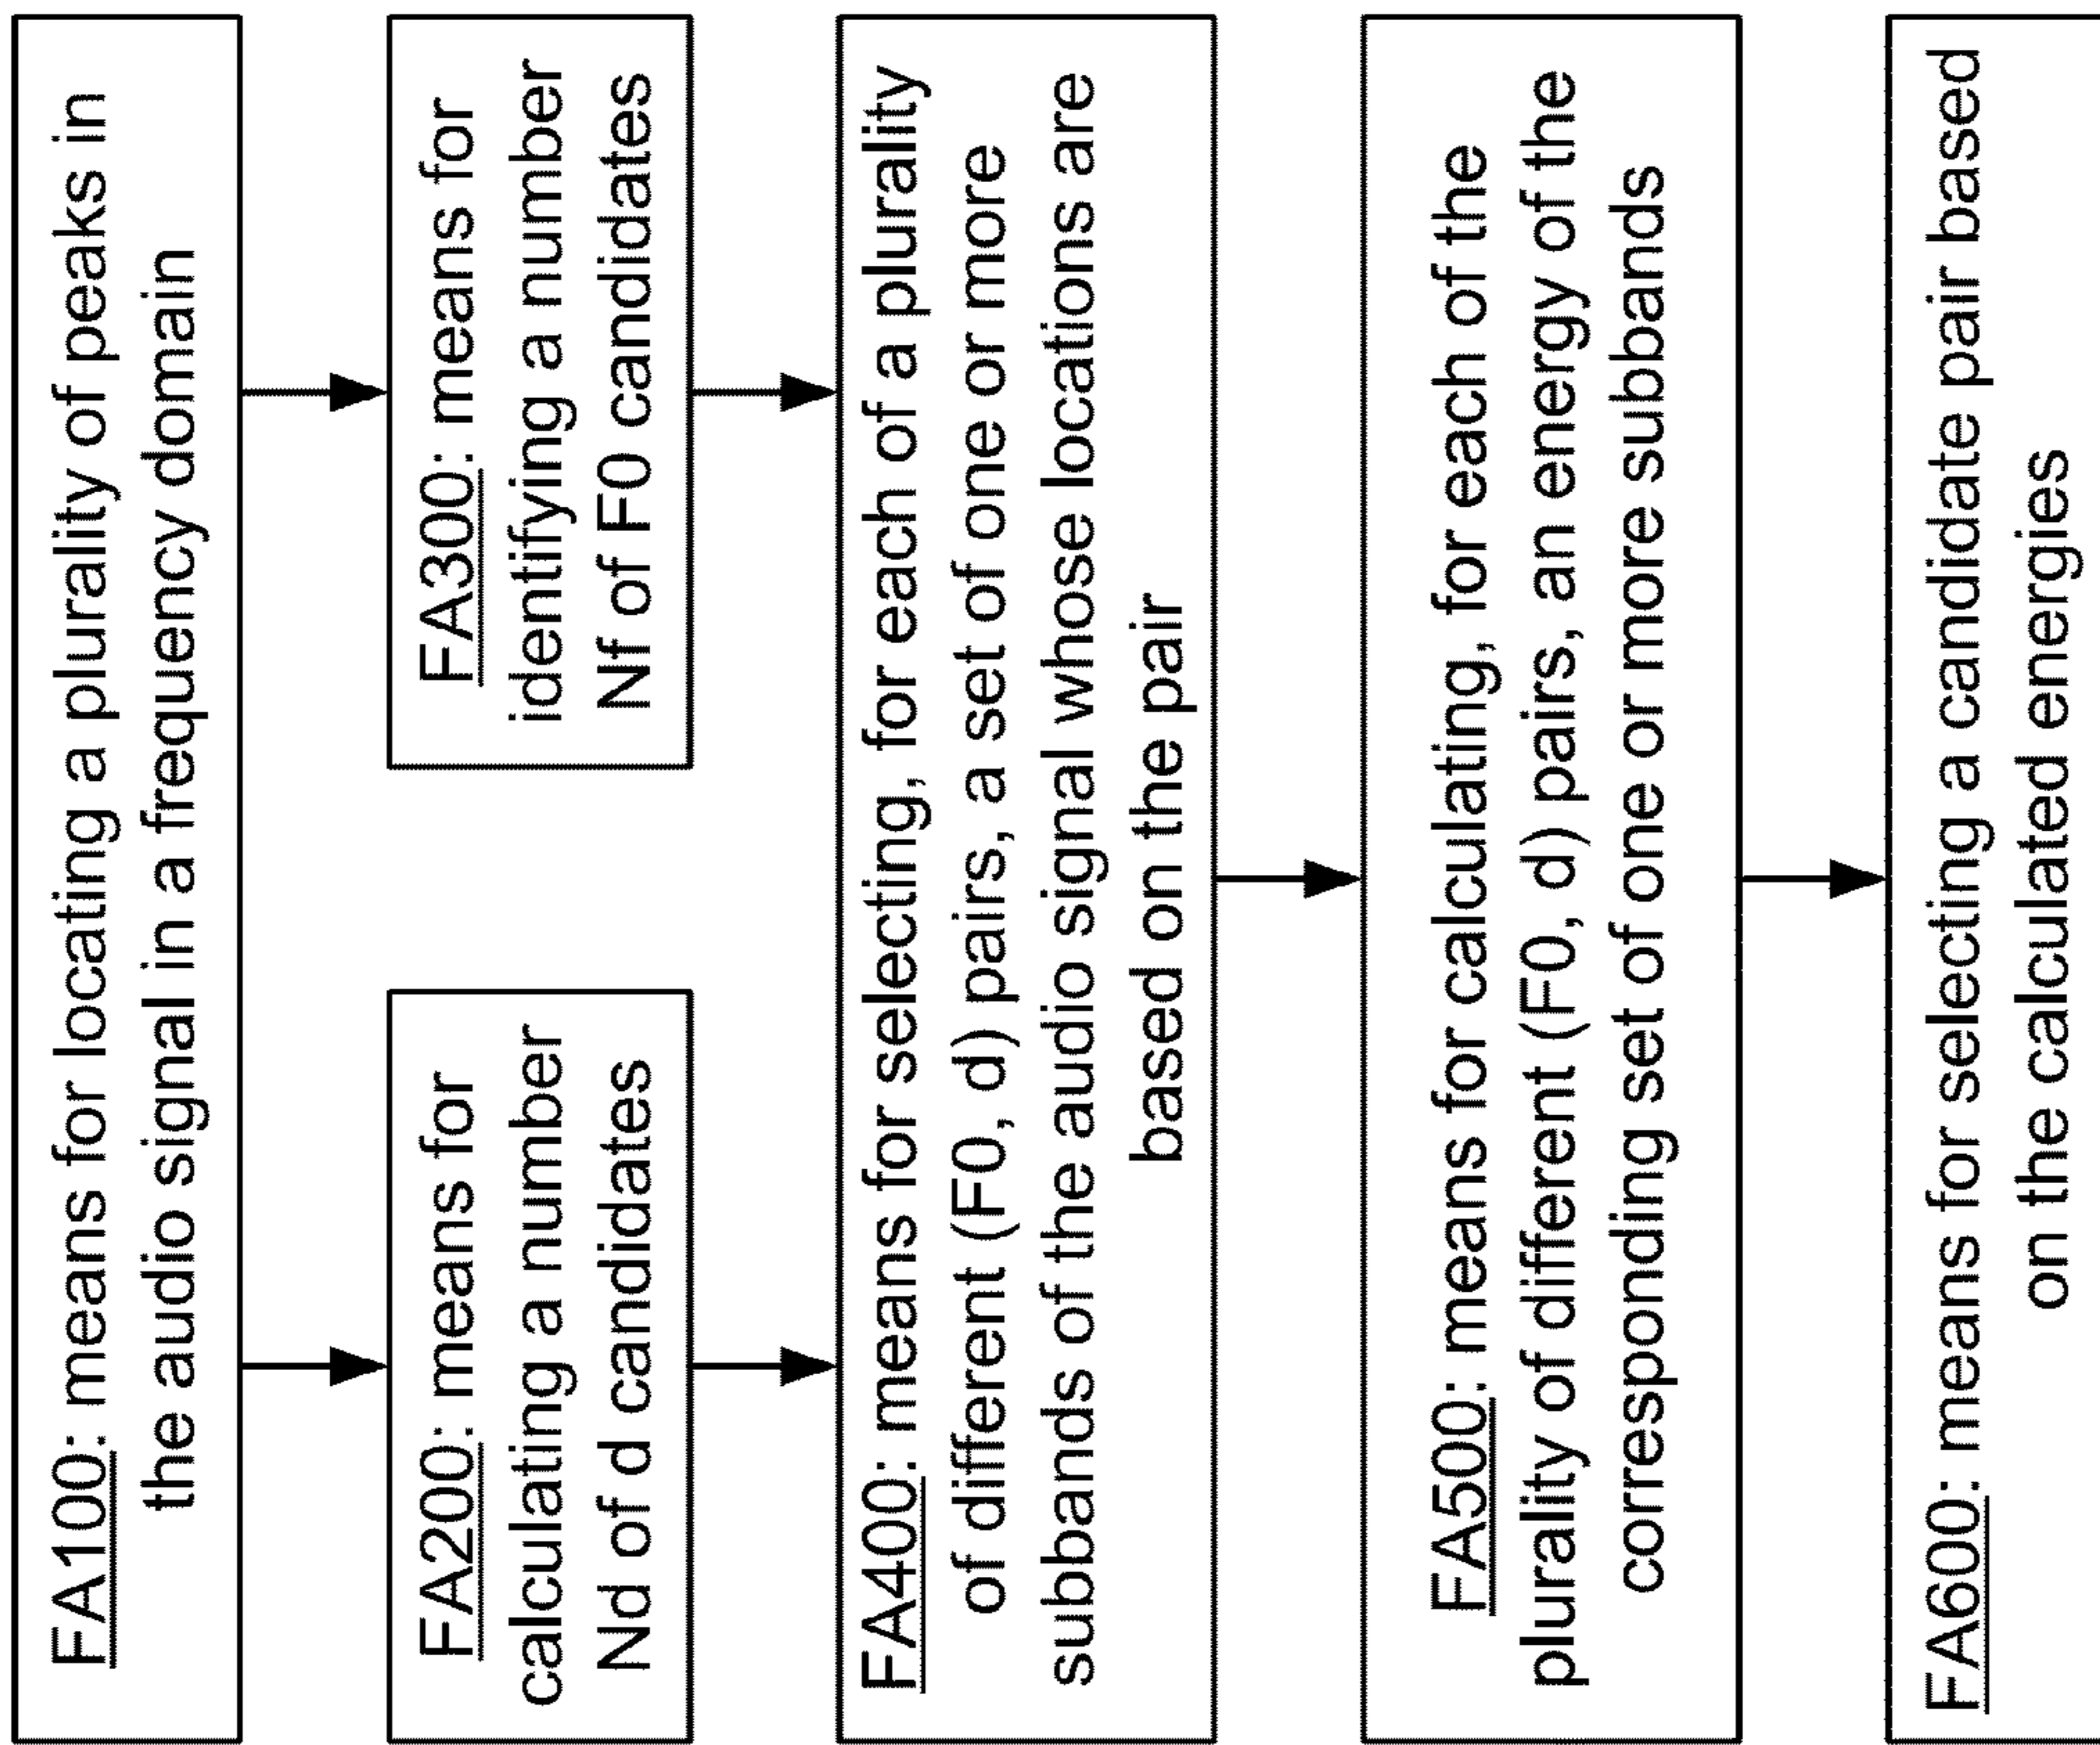 FA100: means for locating a plurality of peaks in
the audio signal in a frequency domain
FA200: means for
calculating a number
Nd of d candidates
FA300: means for
identifying a number
Nf of F0 candidates
FA400: means for selecting, for each of a plurality
of different (F0, d) pairs, a set of one or more
subbands of the audio signal whose locations are
based on the pair
FA500: means for calculating, for each of the
plurality of different (F0, d) pairs, an energy of the
corresponding set of one or more subbands
FA600: means for selecting a candidate pair based
on the calculated energies